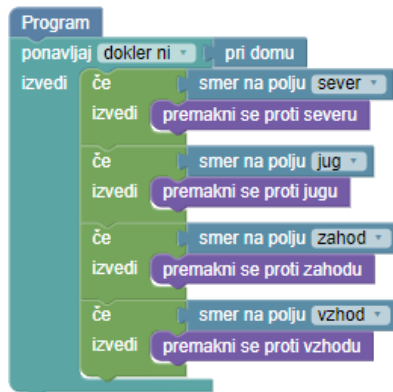 Program
ponavljaj dokler ni pri domu
izvedi če smer na polju sever
izvedi premakni se proti severu
če smer na polju jug
izvedi premakni se proti jugu
če smer na polju zahod
izvedi premakni se proti zahodu
če smer na polju vzhod
izvedi premakni se proti vzhodu